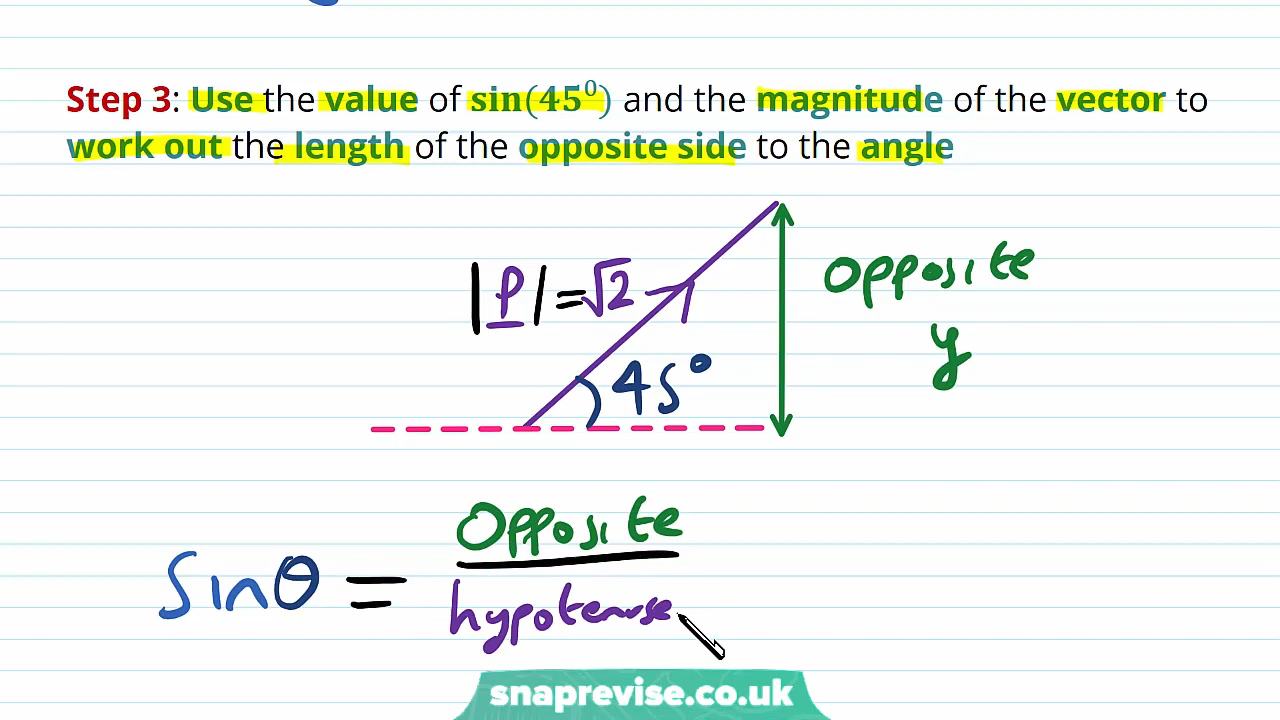 Step 3: Use the value of sin(45⁰) and the magnitude of the vector to
work out the length of the opposite side to the angle
|p| = √2
opposite
y
45°
sinθ = opposite
hypotenuse
snaprevise.co.uk